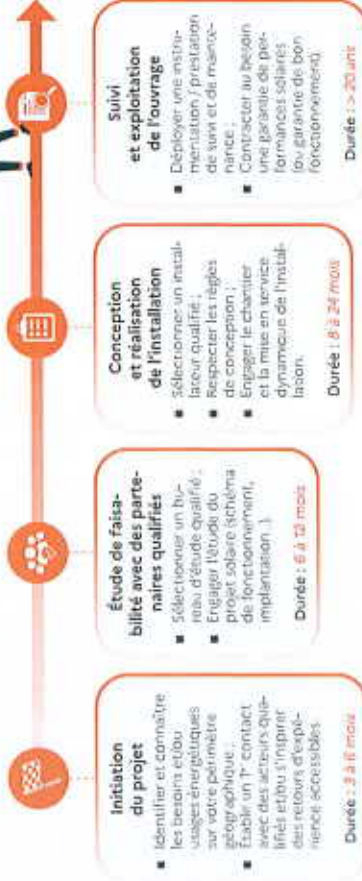 Initiation
du projet
■ Identifier et connaître
les besoins et/ou
usages énergétiques
sur votre périmètre
géographique ;
■ Établir un 1er contact
avec des acteurs qua-
lifiés et/ou s'inspirer
des retours d'expé-
rience accessibles
Durée : 3 à 6 mois
Étude de faisa-
bilité avec des parte-
naires qualifiés
■ Sélectionner un bu-
reau d'étude qualifié ;
■ Engager l'étude du
projet solaire (schéma
de fonctionnement,
implantation...).
Durée : 6 à 12 mois
Conception
et réalisation
de l'installation
■ Sélectionner un instal-
lateur qualifié ;
■ Respecter les règles
de conception ;
■ Engager le chantier
et la mise en service
dynamique de l'instal-
lation.
Durée : 8 à 24 mois
Suivi
et exploitation
de l'ouvrage
■ Déployer une instru-
mentation / prestation
de suivi et de mainte-
nance ;
■ Contracter au besoin
une garantie de per-
formances solaires
(ou garantie de bon
fonctionnement).
Durée : > 20 ans